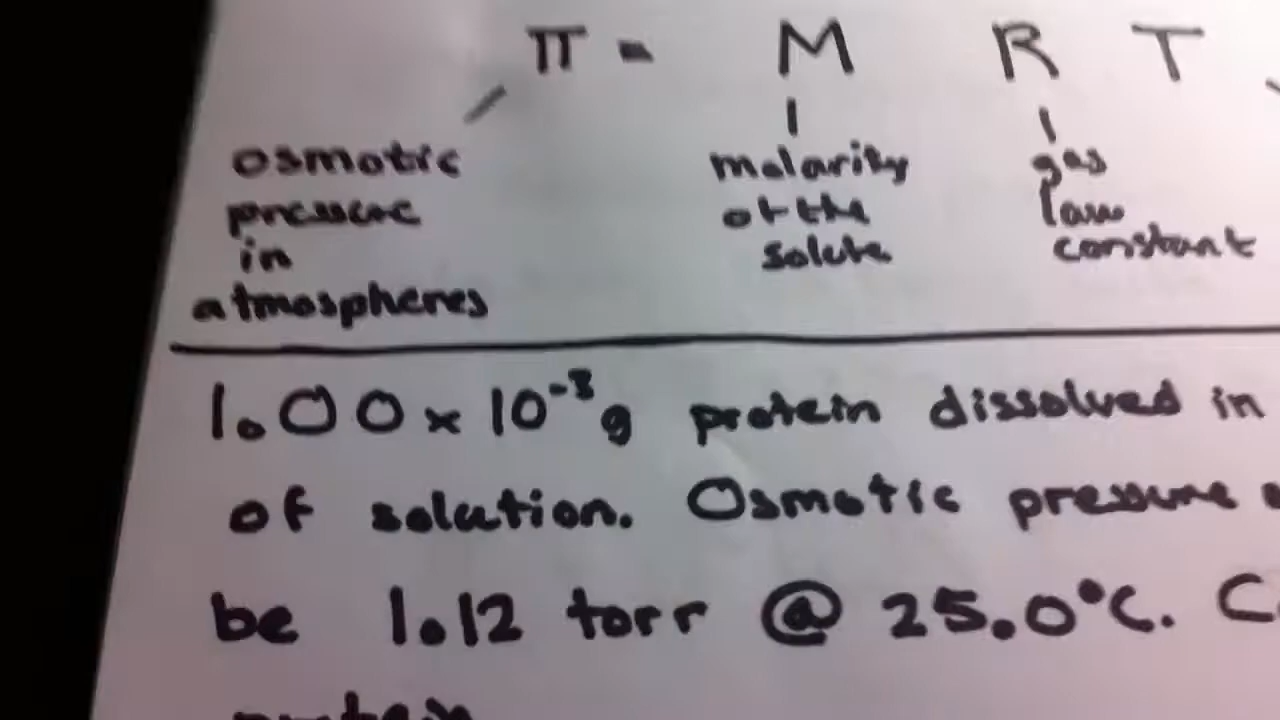 π = M R T
osmotic molarity gas
pressure of the law
in solute constant
atmospheres
1.00 x 10⁻³ g protein dissolved in
of solution. Osmotic pressure
be 1.12 torr @ 25.0°C. C
protein